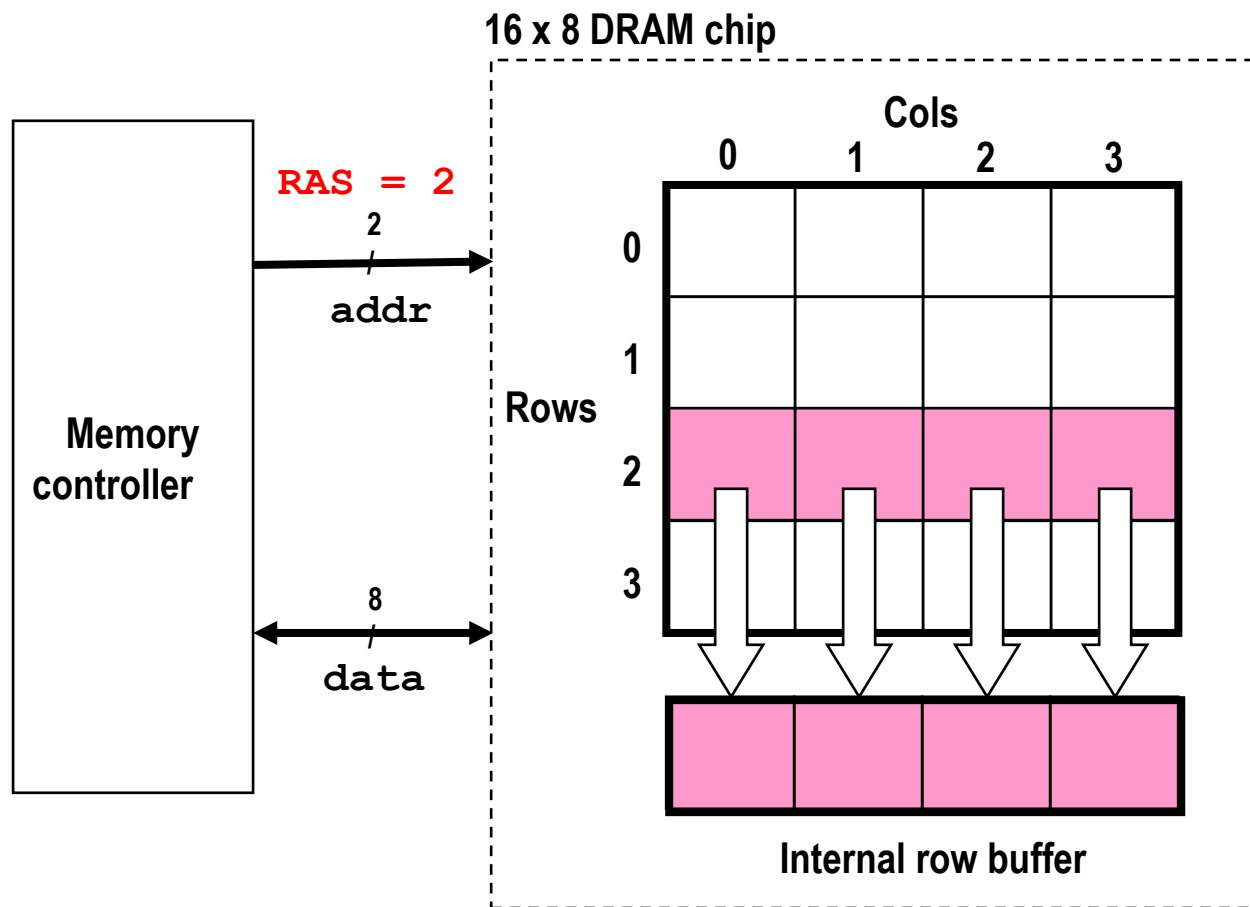 16 x 8 DRAM chip
Cols
0 1 2 3
RAS = 2
2
addr
0
1
Rows
2
3
Memory
controller
8
data
Internal row buffer